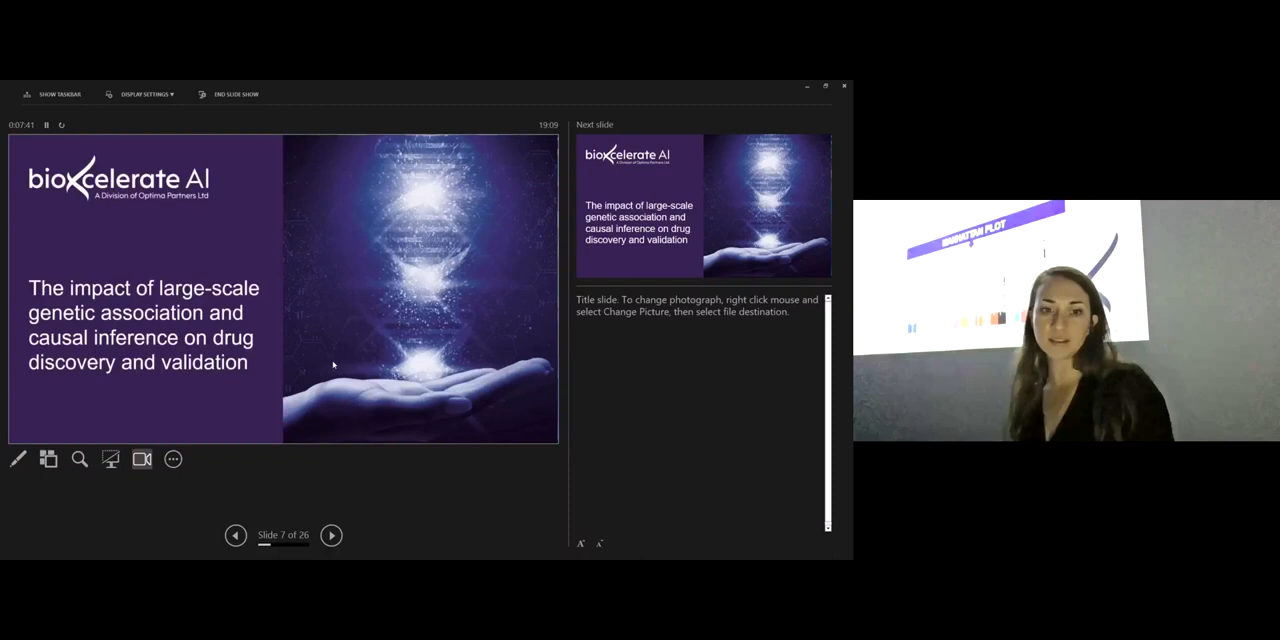 SHOW TASKBAR
DISPLAY SETTINGS ▾
END SLIDE SHOW
0:07:41
19:09
bioxcelerate AI
A Division of Optima Partners Ltd
The impact of large-scale
genetic association and
causal inference on drug
discovery and validation
Slide 7 of 26
Next slide
bioxcelerate AI
A Division of Optima Partners Ltd
The impact of large-scale
genetic association and
causal inference on drug
discovery and validation
Title slide. To change photograph, right click mouse and
select Change Picture, then select file destination.
A
A
MANHATTAN PLOT